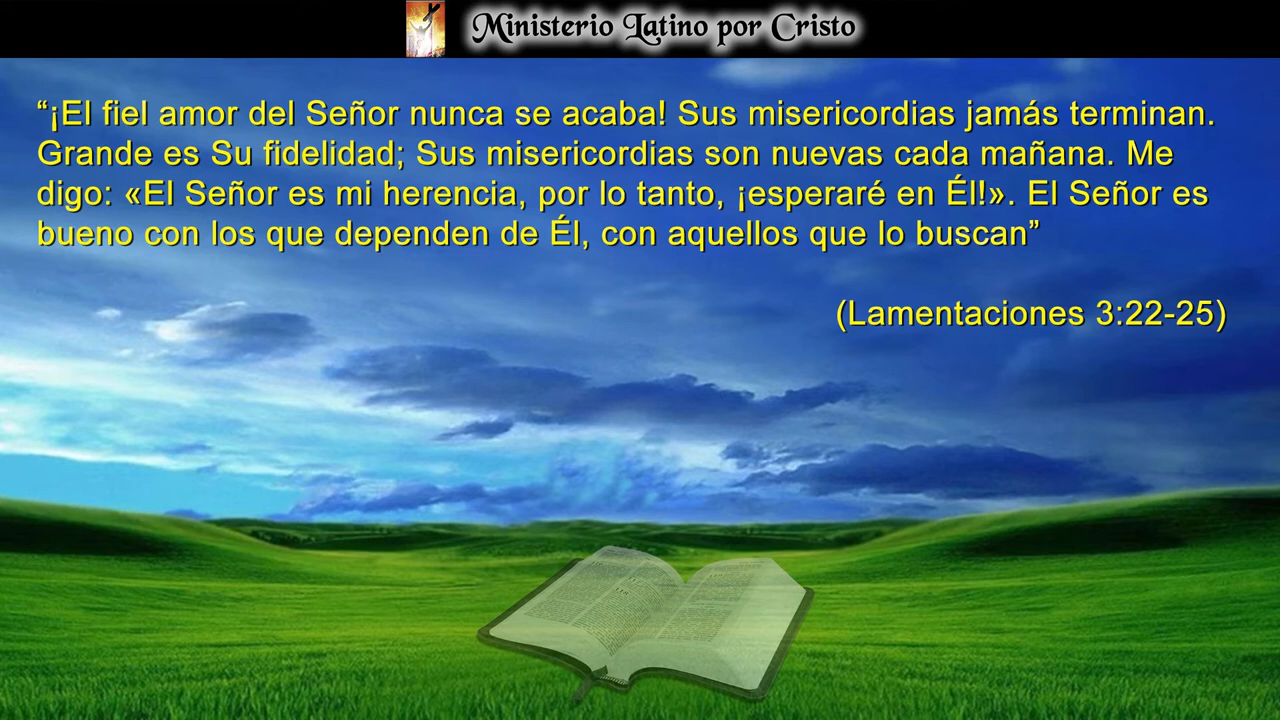 Ministerio Latino por Cristo
“¡El fiel amor del Señor nunca se acaba! Sus misericordias jamás terminan.
Grande es Su fidelidad; Sus misericordias son nuevas cada mañana. Me
digo: «El Señor es mi herencia, por lo tanto, ¡esperaré en Él!». El Señor es
bueno con los que dependen de Él, con aquellos que lo buscan”
(Lamentaciones 3:22-25)